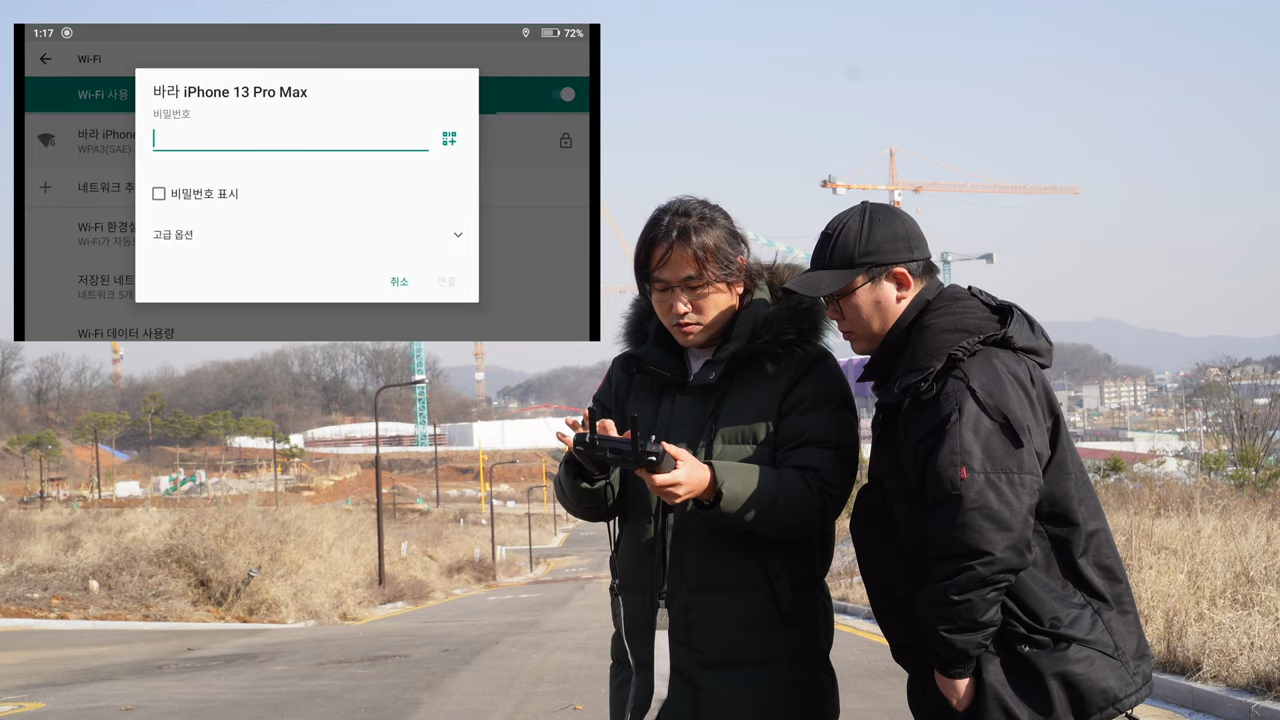 1:17
72%
Wi-Fi
Wi-Fi 사용
바라 iPhone
WPA3(SAE)
네트워크 추
Wi-Fi 환경설
Wi-Fi가 자동
저장된 네트
네트워크 5개
Wi-Fi 데이터 사용량
바라 iPhone 13 Pro Max
비밀번호
비밀번호 표시
고급 옵션
취소
연결